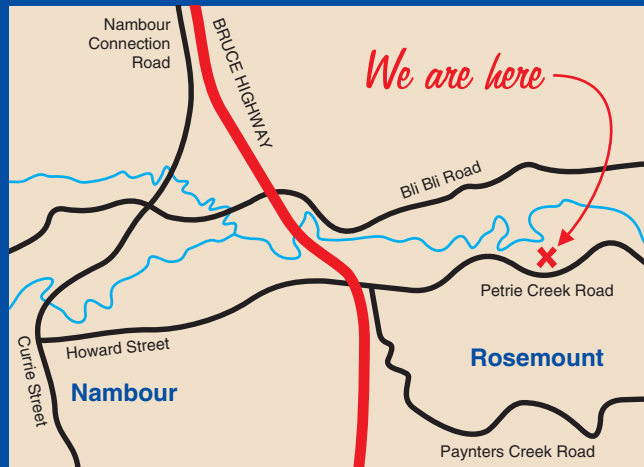 Nambour
Connection
Road
BRUCE HIGHWAY
We are here
Bli Bli Road
Petrie Creek Road
Howard Street
Rosemount
Currie Street
Nambour
Paynters Creek Road